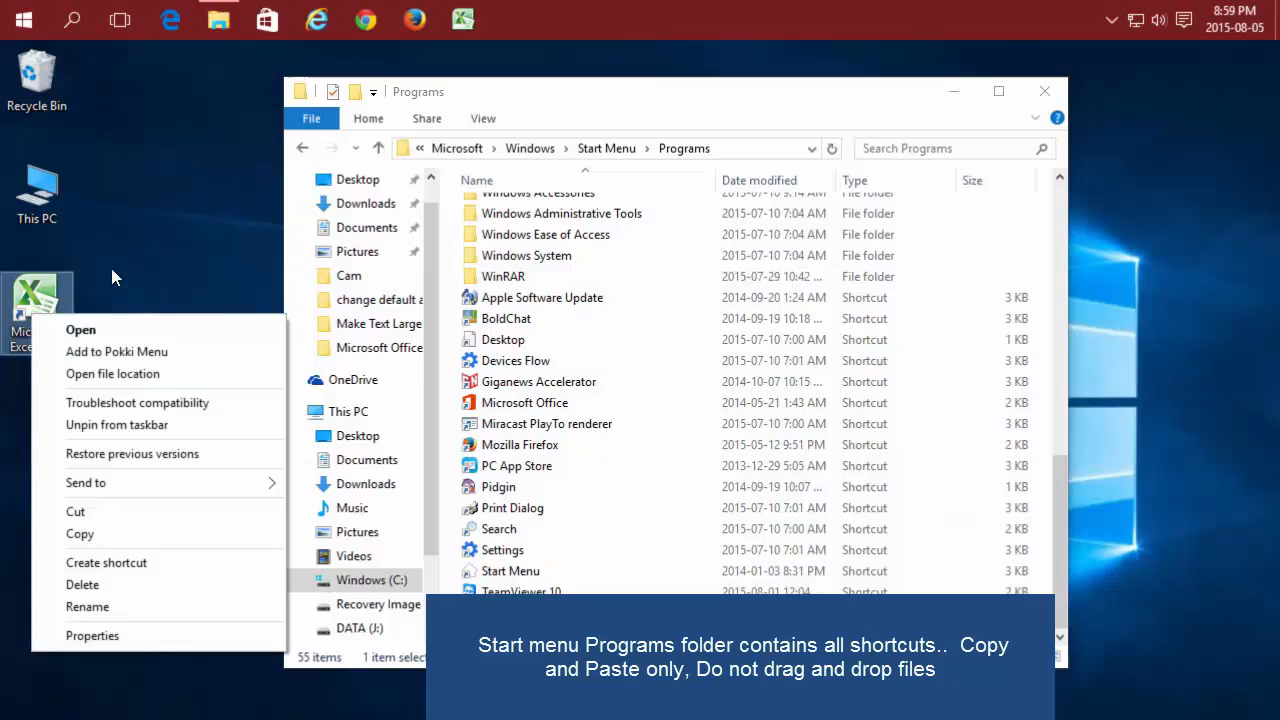 8:59 PM
2015-08-05
Recycle Bin
This PC
Programs
File Home Share View
« Microsoft › Windows › Start Menu › Programs
Search Programs
Name Date modified Type Size
Desktop
Downloads
Documents
Pictures
Cam
change default a
Make Text Large
Microsoft Office
OneDrive
This PC
Desktop
Documents
Downloads
Music
Pictures
Videos
Windows (C:)
Recovery Image
DATA (J:)
Windows Accessories 2015-07-10 9:14 AM File folder
Windows Administrative Tools 2015-07-10 7:04 AM File folder
Windows Ease of Access 2015-07-10 7:04 AM File folder
Windows System 2015-07-10 7:04 AM File folder
WinRAR 2015-07-29 10:42 ... File folder
Apple Software Update 2014-09-20 1:24 AM Shortcut 3 KB
BoldChat 2014-09-19 10:18 ... Shortcut 3 KB
Desktop 2015-07-10 7:00 AM Shortcut 1 KB
Devices Flow 2015-07-10 7:01 AM Shortcut 3 KB
Giganews Accelerator 2014-10-07 10:15 ... Shortcut 3 KB
Microsoft Office 2014-05-21 1:43 AM Shortcut 3 KB
Miracast PlayTo renderer 2015-07-10 7:00 AM Shortcut 3 KB
Mozilla Firefox 2015-05-12 9:51 PM Shortcut 2 KB
PC App Store 2013-12-29 5:05 AM Shortcut 3 KB
Pidgin 2014-09-19 10:07 ... Shortcut 1 KB
Print Dialog 2015-07-10 7:01 AM Shortcut 3 KB
Search 2015-07-10 7:00 AM Shortcut 2 KB
Settings 2015-07-10 7:01 AM Shortcut 3 KB
Start Menu 2014-01-03 8:31 PM Shortcut 3 KB
TeamViewer 10 2015-08-01 12:04 Shortcut 2 KB
55 items 1 item selec
Mic
Exce
Open
Add to Pokki Menu
Open file location
Troubleshoot compatibility
Unpin from taskbar
Restore previous versions
Send to
Cut
Copy
Create shortcut
Delete
Rename
Properties
Start menu Programs folder contains all shortcuts.. Copy
and Paste only, Do not drag and drop files